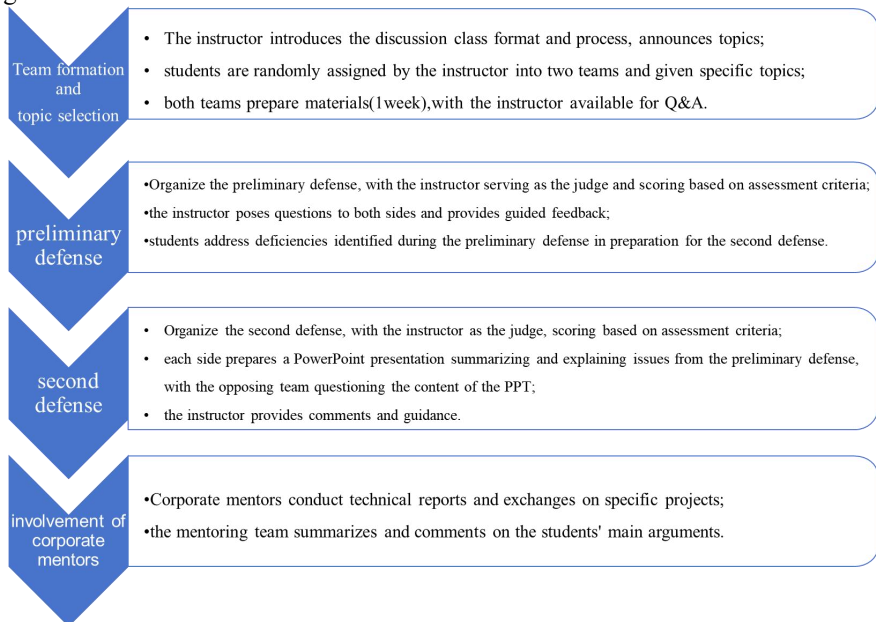 Team formation
and
topic selection
• The instructor introduces the discussion class format and process, announces topics;
• students are randomly assigned by the instructor into two teams and given specific topics;
• both teams prepare materials(1week),with the instructor available for Q&A.
preliminary
defense
•Organize the preliminary defense, with the instructor serving as the judge and scoring based on assessment criteria;
•the instructor poses questions to both sides and provides guided feedback;
•students address deficiencies identified during the preliminary defense in preparation for the second defense.
second
defense
• Organize the second defense, with the instructor as the judge, scoring based on assessment criteria;
• each side prepares a PowerPoint presentation summarizing and explaining issues from the preliminary defense,
with the opposing team questioning the content of the PPT;
• the instructor provides comments and guidance.
involvement of
corporate
mentors
•Corporate mentors conduct technical reports and exchanges on specific projects;
•the mentoring team summarizes and comments on the students' main arguments.